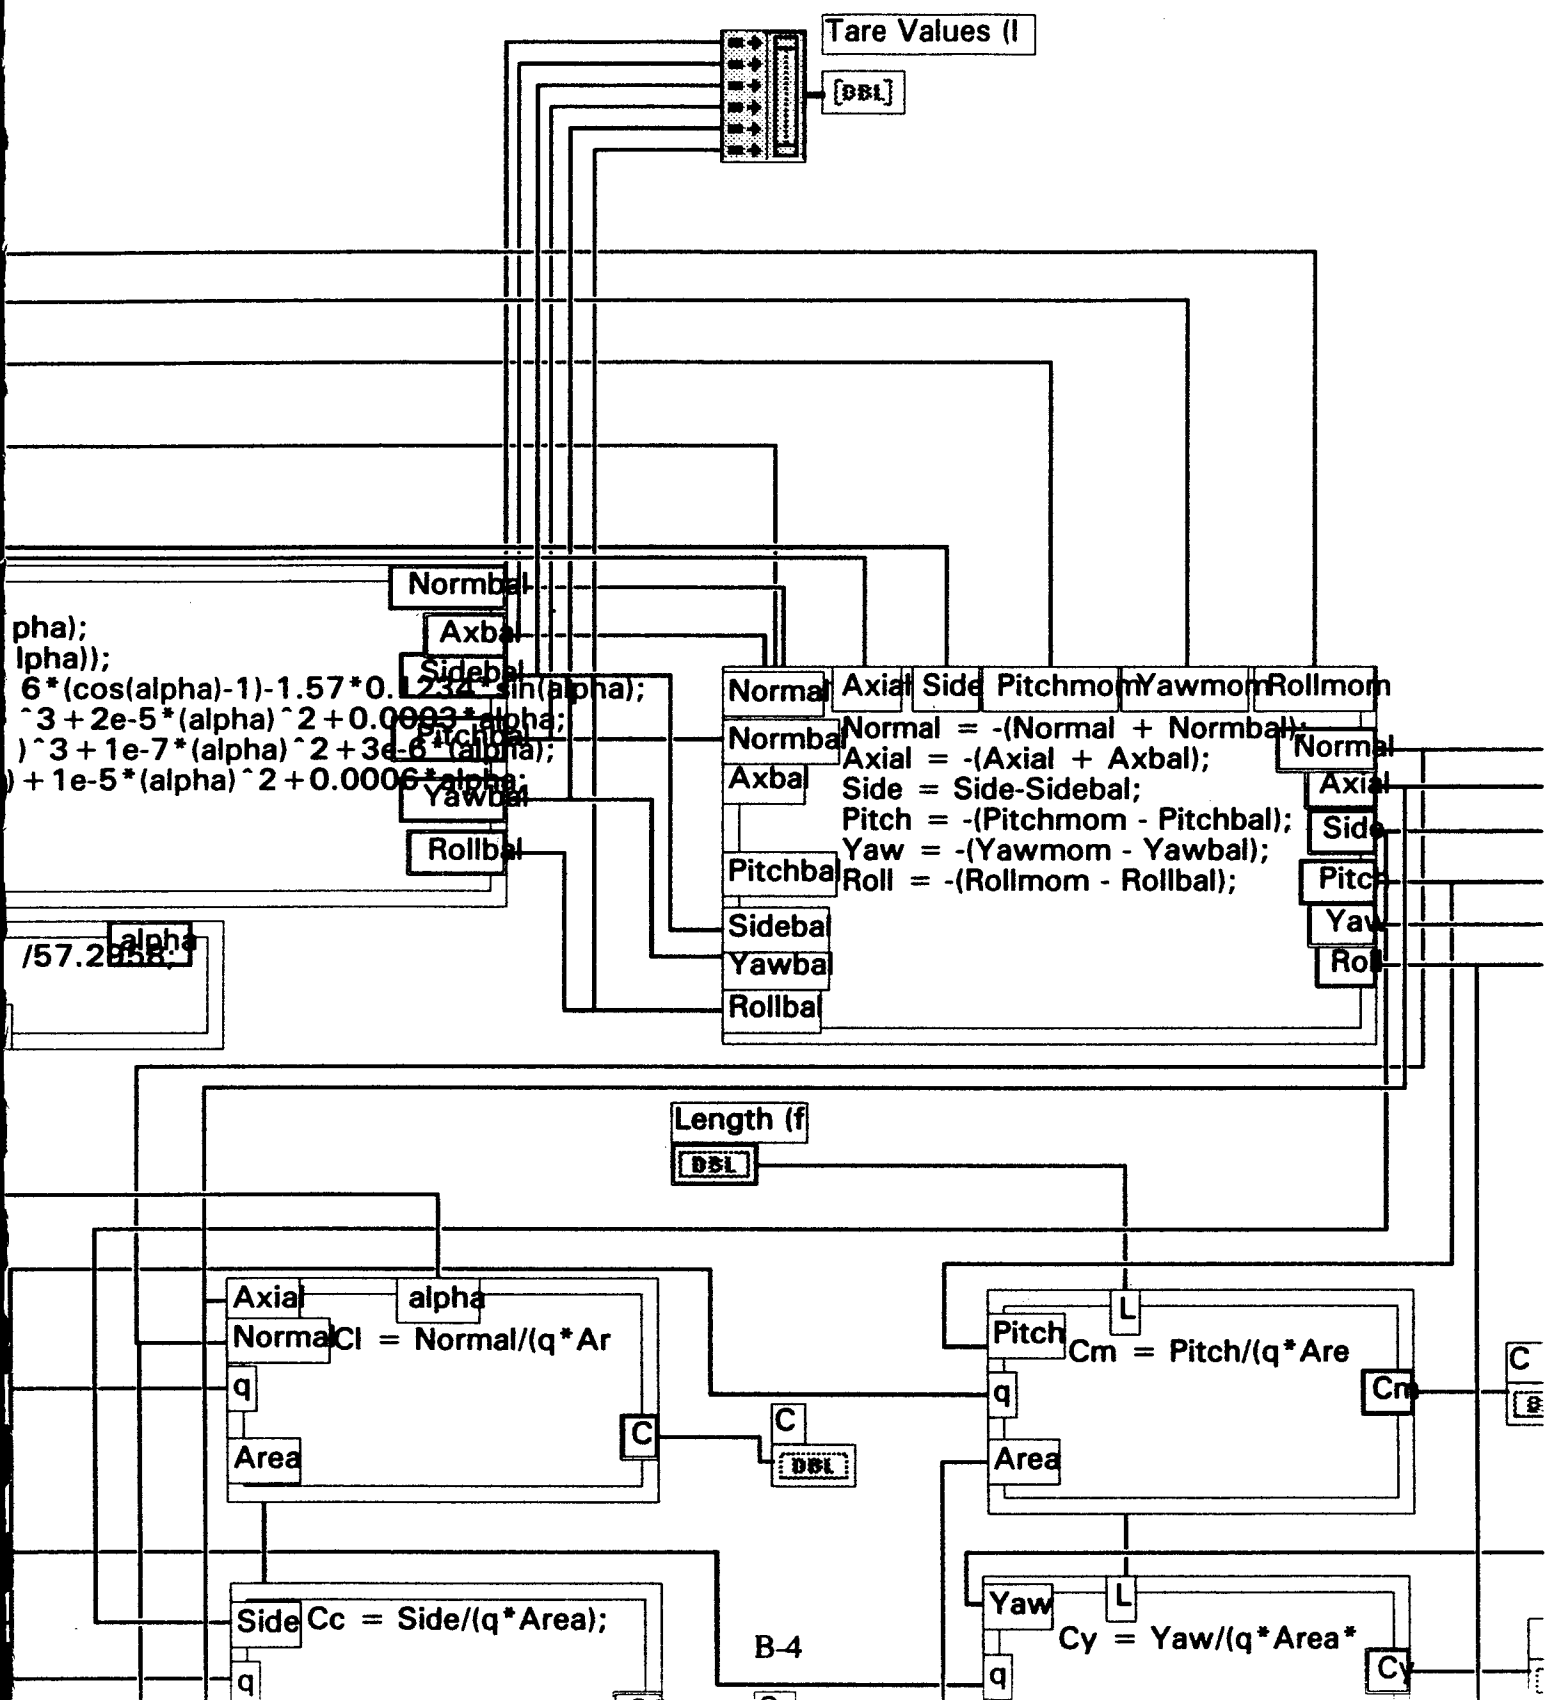 Tare Values (l
[DBL]
Normbal
pha);
Axbal
lpha));
Sidebal
6*(cos(alpha)-1)-1.57*0.1234*sin(alpha);
^3+2e-5*(alpha)^2+0.0003*alpha;
Pitchbal
)^3+1e-7*(alpha)^2+3e-6*(alpha);
)+1e-5*(alpha)^2+0.0006*alpha;
Yawbal
Rollbal
alpha
/57.2958;
Normal Axial Side Pitchmom Yawmom Rollmom
Normbal
Axbal
Pitchbal
Sidebal
Yawbal
Rollbal
Normal = -(Normal + Normbal);
Axial = -(Axial + Axbal);
Side = Side-Sidebal;
Pitch = -(Pitchmom - Pitchbal);
Yaw = -(Yawmom - Yawbal);
Roll = -(Rollmom - Rollbal);
Normal
Axial
Side
Pitch
Yaw
Roll
Length (f
DBL
Axial alpha
Normal Cl = Normal/(q*Ar
q
Area
C
C
DBL
L
Pitch
Cm = Pitch/(q*Are
q
Cm
Area
C
Side Cc = Side/(q*Area);
q
L
Yaw
Cy = Yaw/(q*Area*
q
Cy
B-4